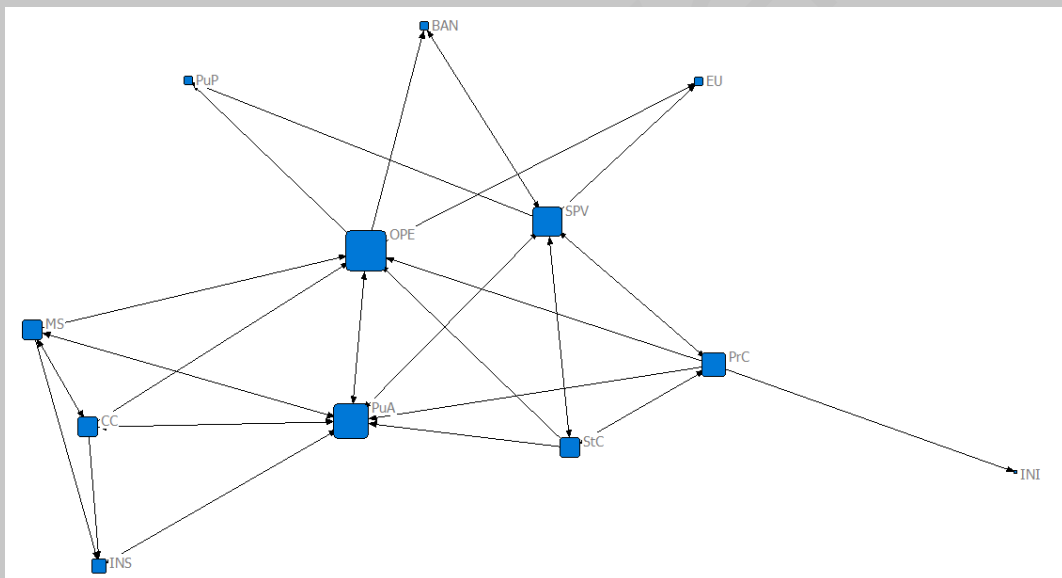 BAN
PuP
EU
SPV
OPE
MS
PrC
PuA
CC
StC
INI
INS